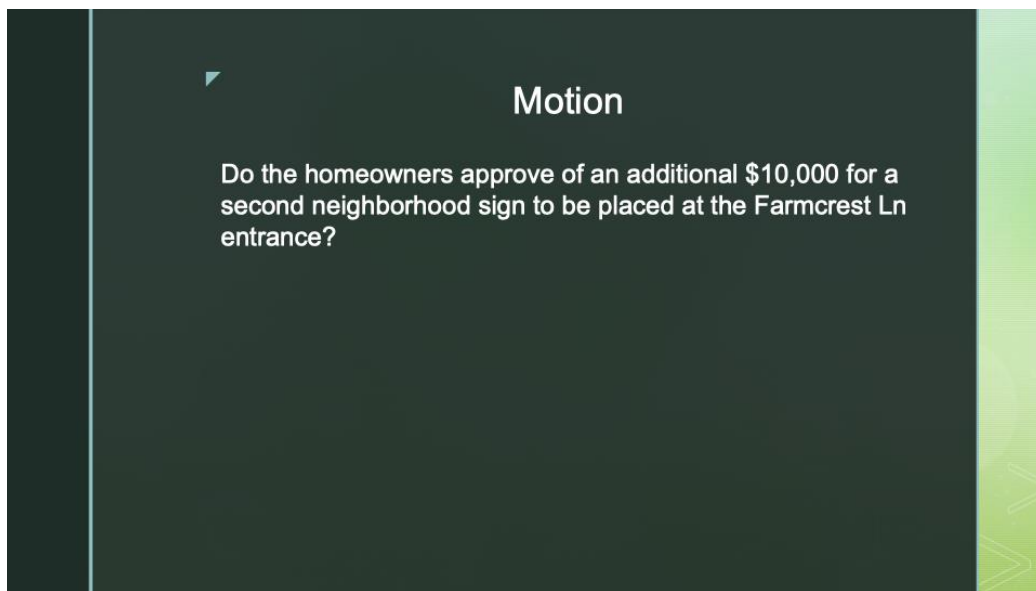 Motion
Do the homeowners approve of an additional $10,000 for a
second neighborhood sign to be placed at the Farmcrest Ln
entrance?